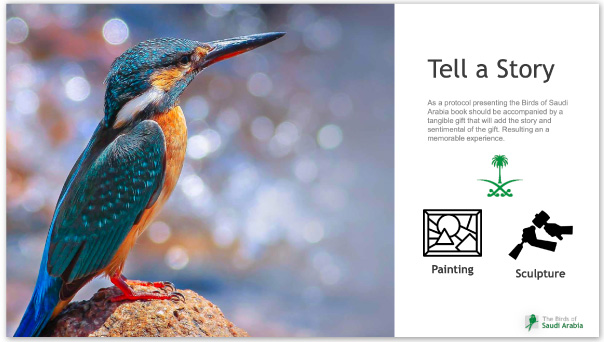 Tell a Story
As a protocol presenting the Birds of Saudi
Arabia book should be accompanied by a
tangible gift that will add the story and
sentimental of the gift. Resulting an a
memorable experience.
Painting
Sculpture
The Birds of
Saudi Arabia